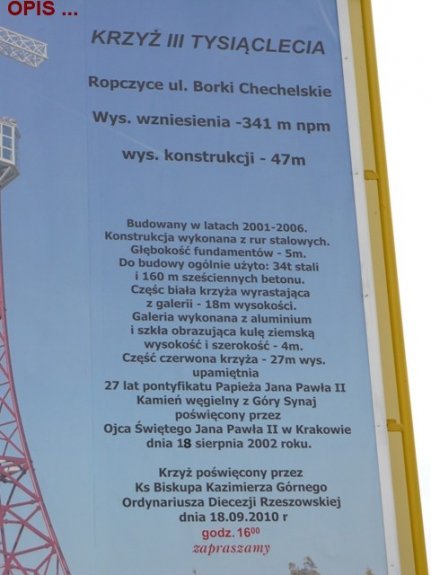 OPIS ...
KRZYŻ III TYSIĄCLECIA
Ropczyce ul. Borki Chechelskie
Wys. wzniesienia -341 m npm
wys. konstrukcji - 47m
Budowany w latach 2001-2006.
Konstrukcja wykonana z rur stalowych.
Głębokość fundamentów - 5m.
Do budowy ogólnie użyto: 34t stali
i 160 m sześciennych betonu.
Częśc biała krzyża wyrastająca
z galerii - 18m wysokości.
Galeria wykonana z aluminium
i szkła obrazująca kulę ziemską
wysokość i szerokość - 4m.
Część czerwona krzyża - 27m wys.
upamiętnia
27 lat pontyfikatu Papieża Jana Pawła II
Kamień węgielny z Góry Synaj
poświęcony przez
Ojca Świętego Jana Pawła II w Krakowie
dnia 18 sierpnia 2002 roku.
Krzyż poświęcony przez
Ks Biskupa Kazimierza Górnego
Ordynariusza Diecezji Rzeszowskiej
dnia 18.09.2010 r
godz. 16⁰⁰
zapraszamy